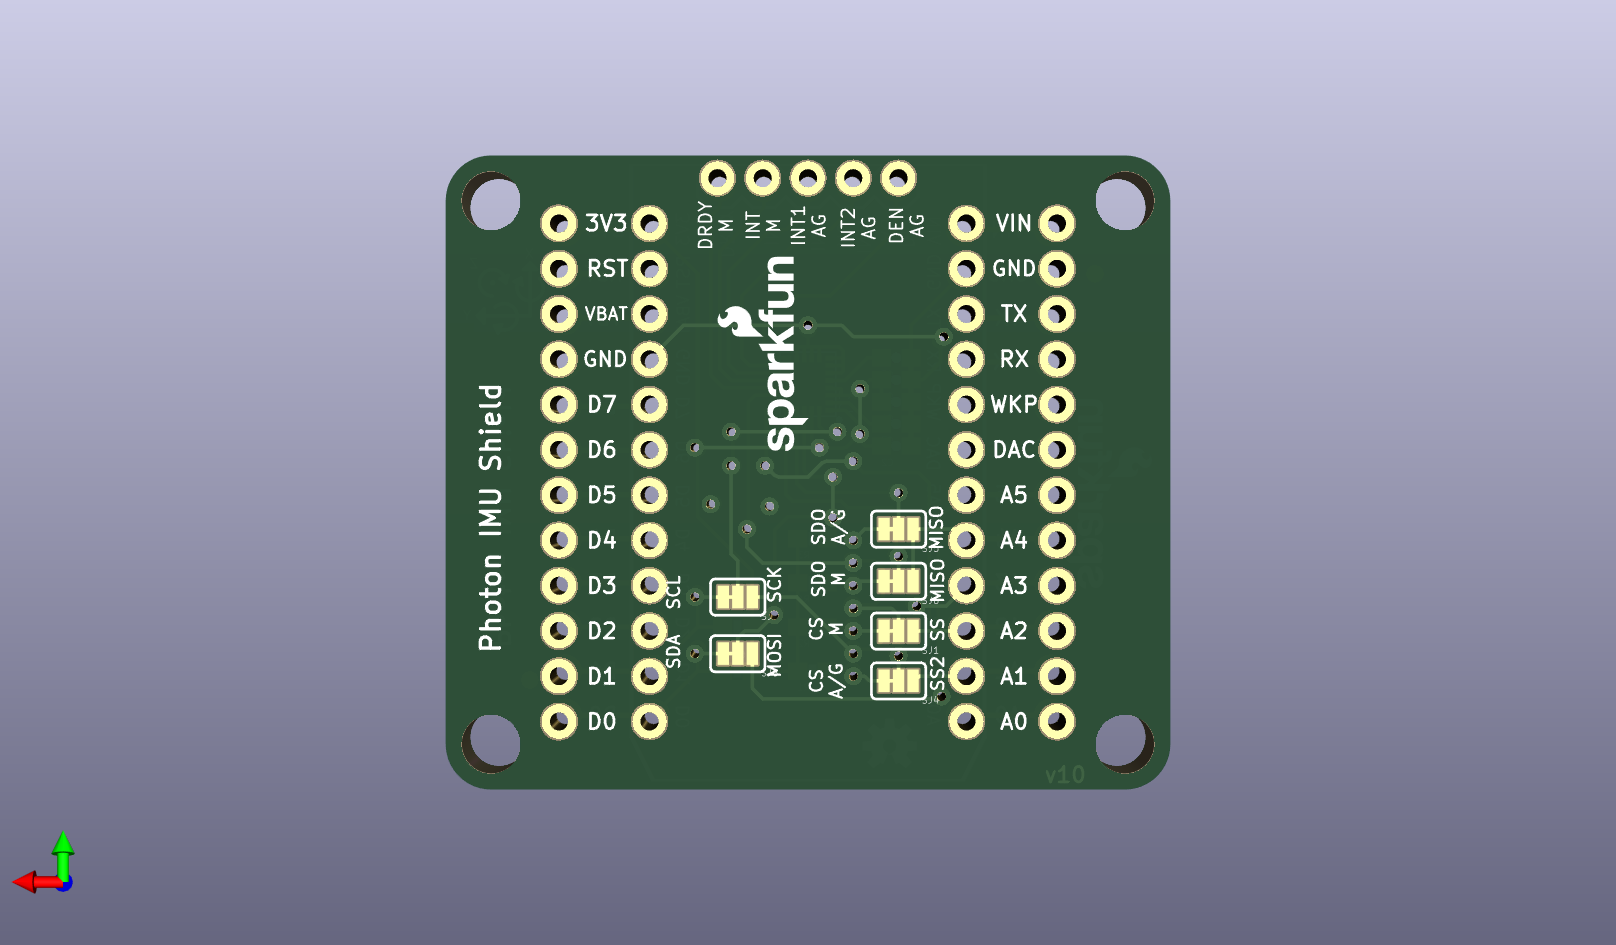 DRDY
M
INT
M
INT1
AG
INT2
AG
DEN
AG
3V3
RST
VBAT
GND
D7
D6
D5
D4
D3
D2
D1
D0
Photon IMU Shield
sparkfun
VIN
GND
TX
RX
WKP
DAC
A5
A4
A3
A2
A1
A0
SDO
A/G
MISO
SDO
M
MISO
CS
M
SS
SJ1
CS
A/G
SS2
SJ4
SCL
SCK
SDA
MOSI
v10